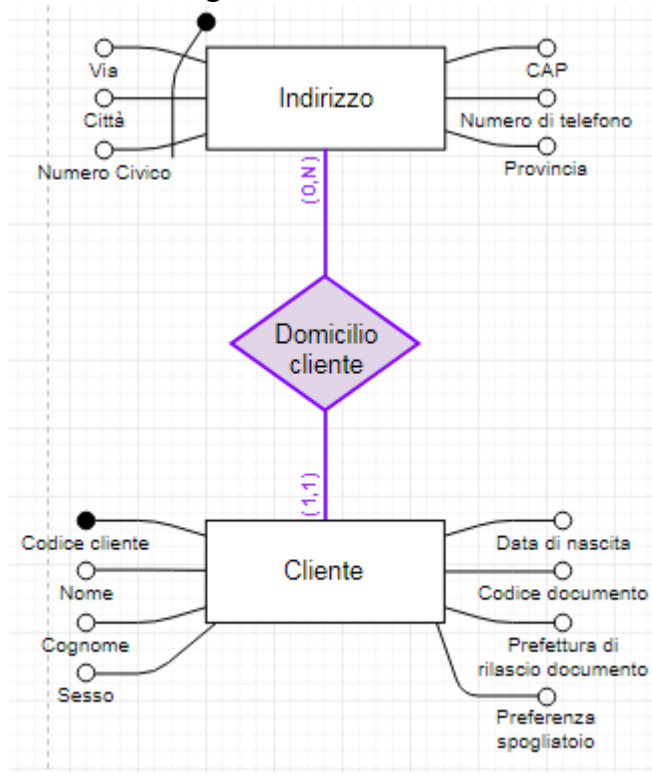 Via
Città
Numero Civico
Indirizzo
CAP
Numero di telefono
Provincia
(0,N)
Domicilio
cliente
(1,1)
Codice cliente
Nome
Cognome
Sesso
Cliente
Data di nascita
Codice documento
Prefettura di
rilascio documento
Preferenza
spogliatoio